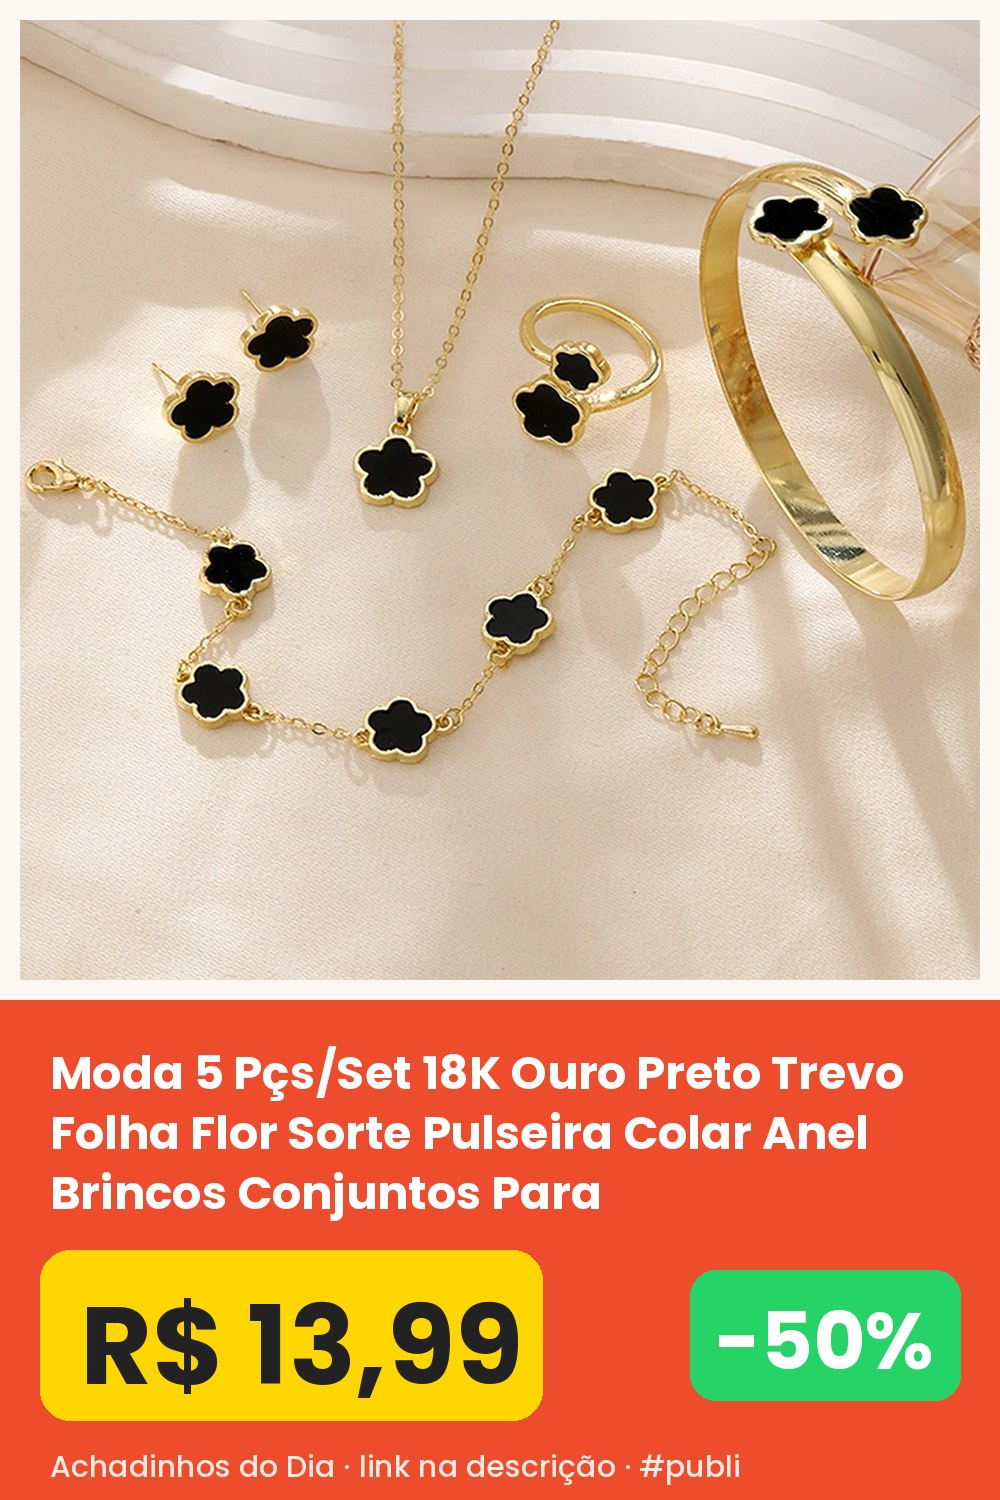 Moda 5 Pçs/Set 18K Ouro Preto Trevo
Folha Flor Sorte Pulseira Colar Anel
Brincos Conjuntos Para
R$ 13,99
-50%
Achadinhos do Dia · link na descrição · #publi